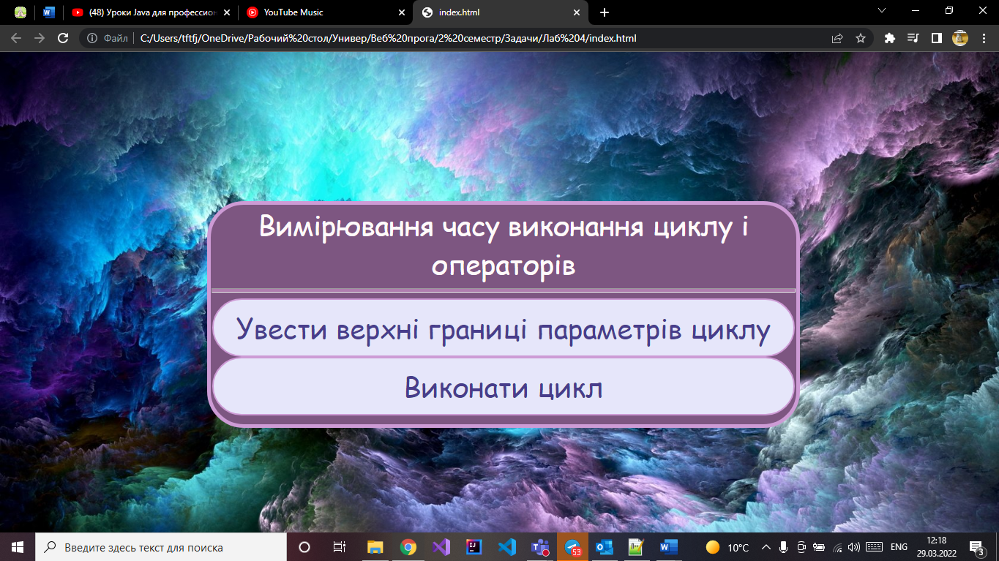 (48) Уроки Java для профессион
YouTube Music
index.html
Файл
C:/Users/tftfj/OneDrive/Рабочий%20стол/Универ/Веб%20прога/2%20семестр/Задачи/Лаб%204/index.html
Вимірювання часу виконання циклу і
операторів
Увести верхні границі параметрів циклу
Виконати цикл
Введите здесь текст для поиска
53
10°C
ENG
12:18
29.03.2022
3